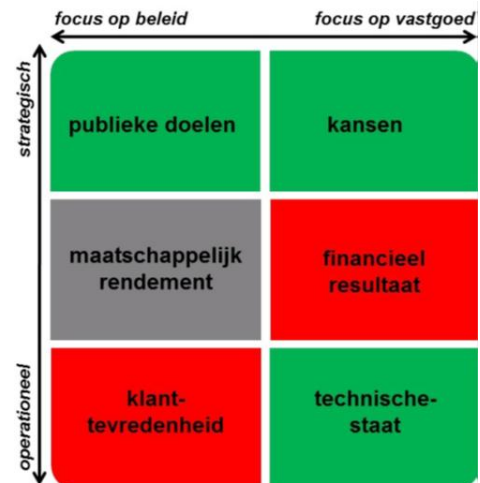 focus op beleid
focus op vastgoed
strategisch
publieke doelen
kansen
maatschappelijk
rendement
financieel
resultaat
operationeel
klant-
tevredenheid
technische-
staat